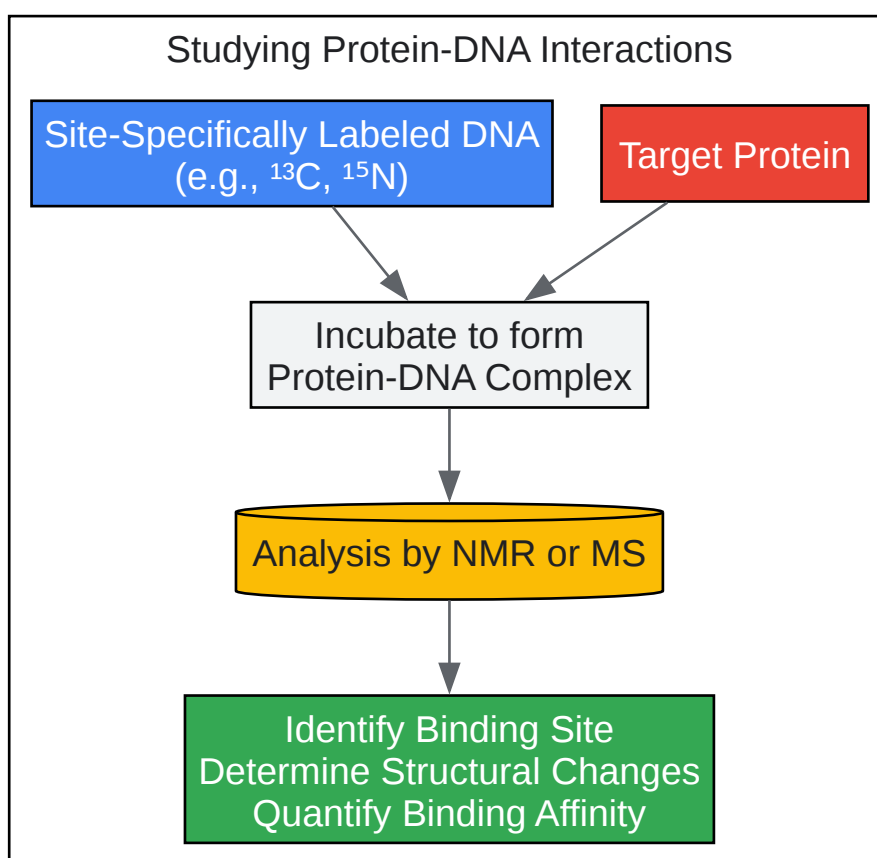 Studying Protein-DNA Interactions
Site-Specifically Labeled DNA
(e.g., ¹³C, ¹⁵N)
Target Protein
Incubate to form
Protein-DNA Complex
Analysis by NMR or MS
Identify Binding Site
Determine Structural Changes
Quantify Binding Affinity